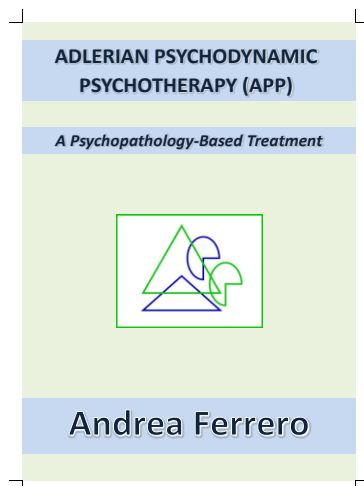 ADLERIAN PSYCHODYNAMIC
PSYCHOTHERAPY (APP)
A Psychopathology-Based Treatment
Andrea Ferrero